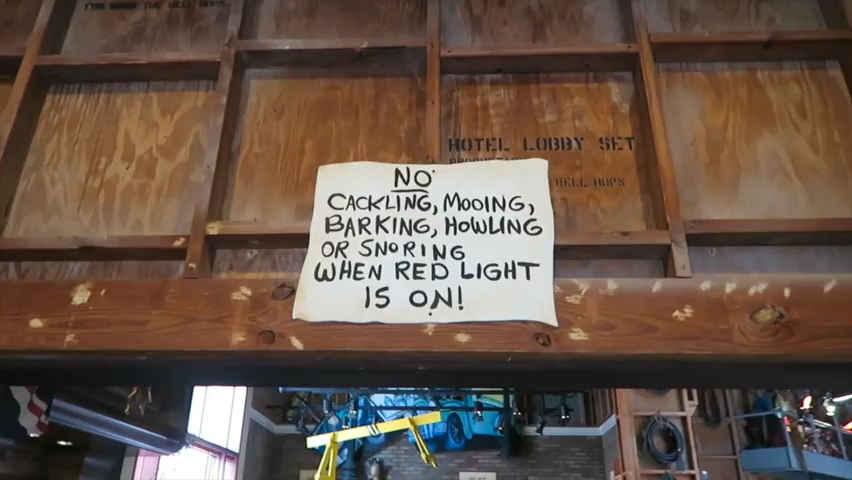 HOTEL LOBBY SET
BELL HOPS
NO
CACKLING, MOOING,
BARKING, HOWLING
OR SNORING
WHEN RED LIGHT
IS ON!